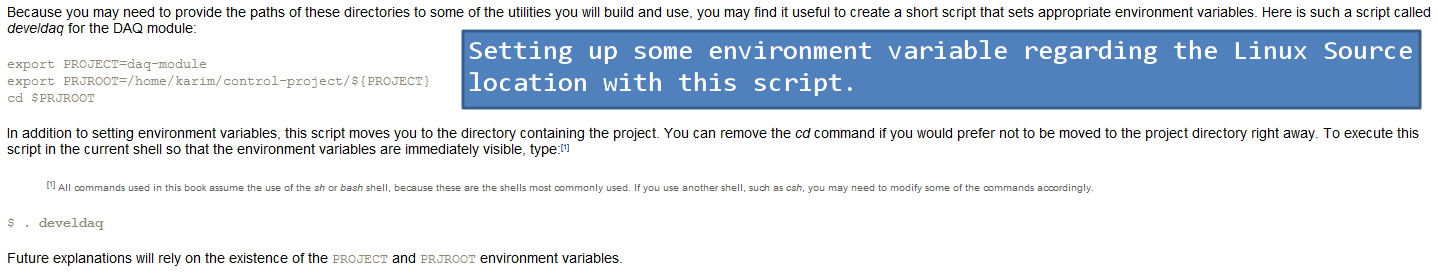 Because you may need to provide the paths of these directories to some of the utilities you will build and use, you may find it useful to create a short script that sets appropriate environment variables. Here is such a script called
develdaq for the DAQ module:
export PROJECT=daq-module
export PRJROOT=/home/karim/control-project/${PROJECT}
cd $PRJROOT
Setting up some environment variable regarding the Linux Source
location with this script.
In addition to setting environment variables, this script moves you to the directory containing the project. You can remove the cd command if you would prefer not to be moved to the project directory right away. To execute this
script in the current shell so that the environment variables are immediately visible, type:[1]
[1] All commands used in this book assume the use of the sh or bash shell, because these are the shells most commonly used. If you use another shell, such as csh, you may need to modify some of the commands accordingly.
$ . develdaq
Future explanations will rely on the existence of the PROJECT and PRJROOT environment variables.